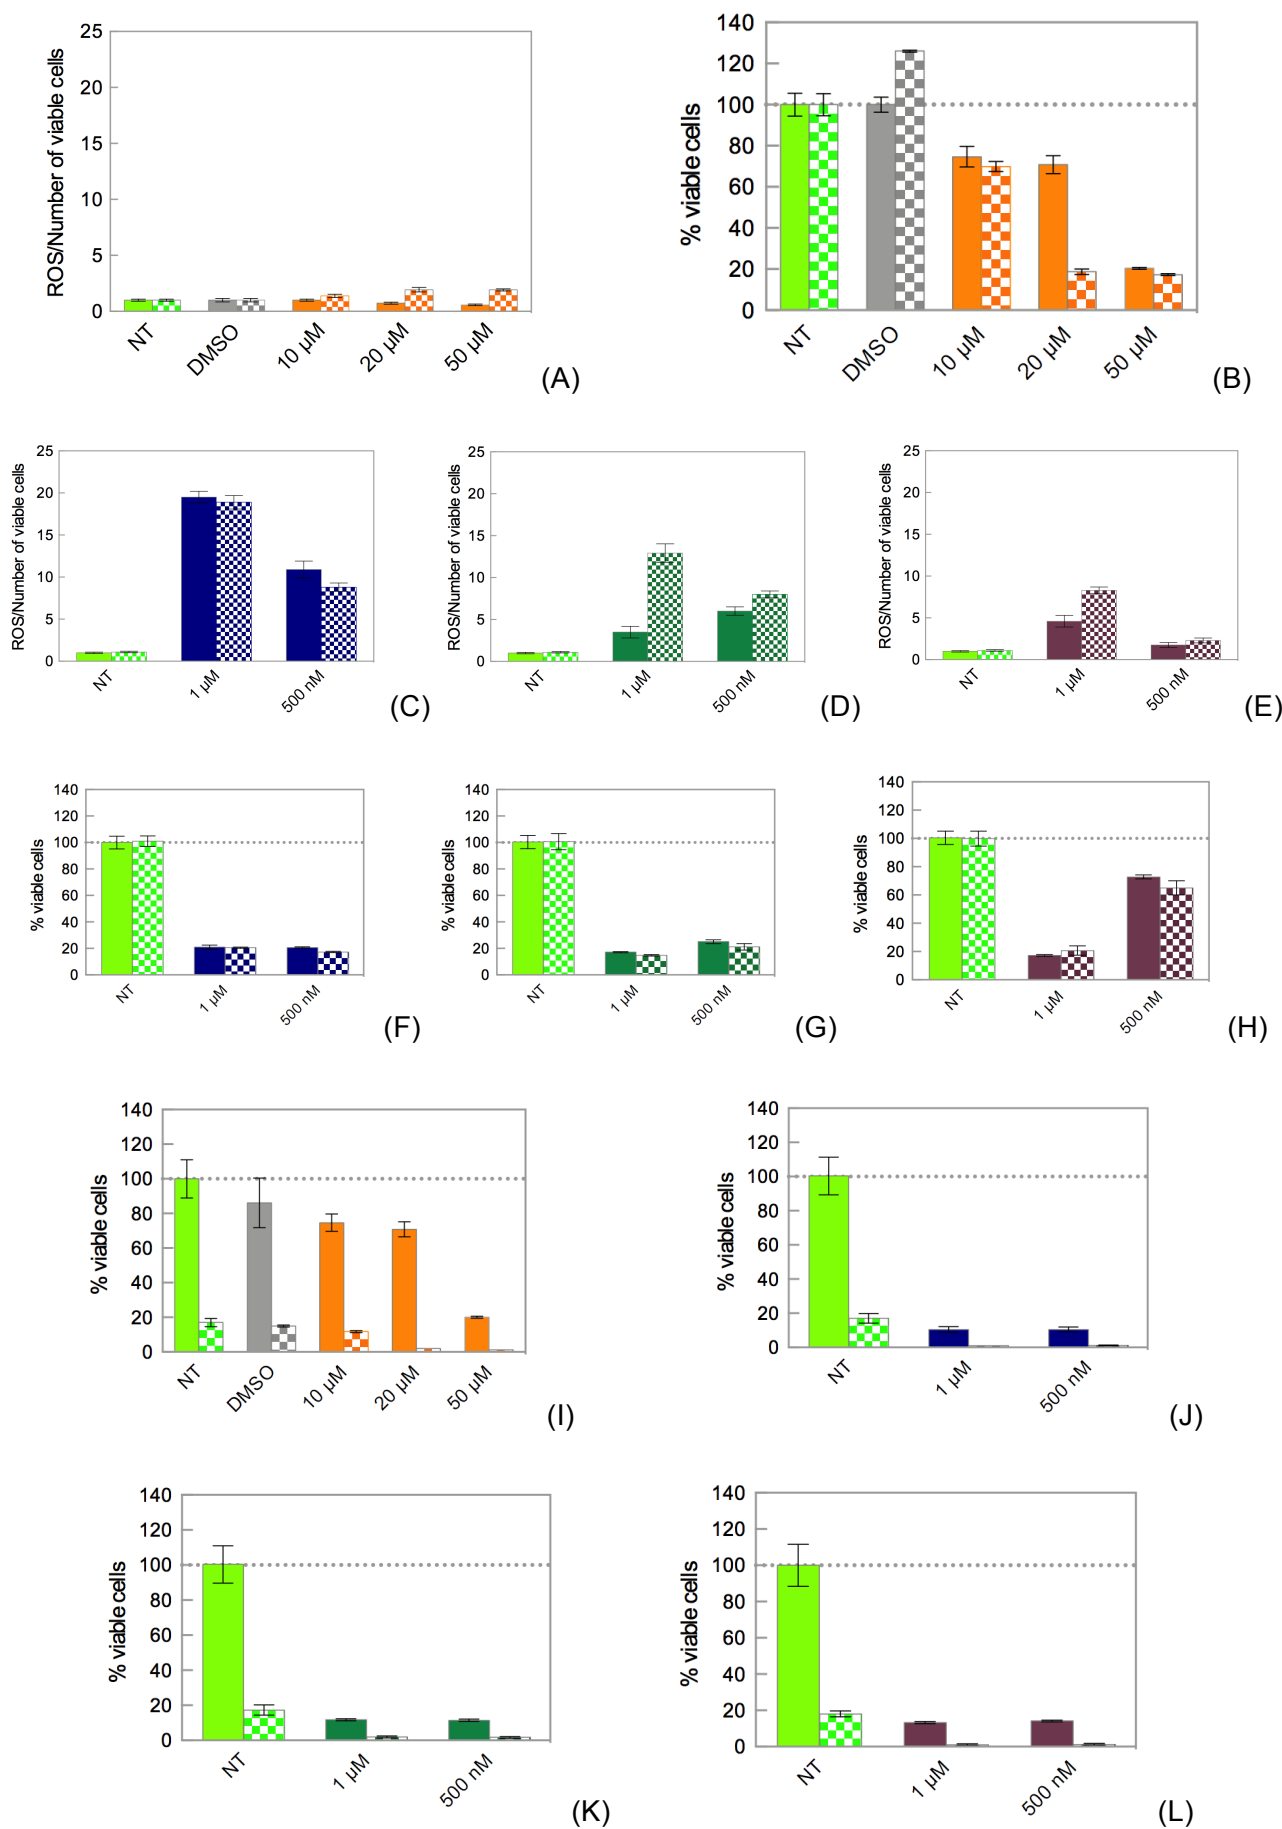 ROS/Number of viable cells
25
20
15
10
5
0
NT
DMSO
10 µM
20 µM
50 µM
(A)
% viable cells
140
120
100
80
60
40
20
0
NT
DMSO
10 µM
20 µM
50 µM
(B)
ROS/Number of viable cells
25
20
15
10
5
0
NT
1 µM
500 nM
(C)
ROS/Number of viable cells
25
20
15
10
5
0
NT
1 µM
500 nM
(D)
ROS/Number of viable cells
25
20
15
10
5
0
NT
1 µM
500 nM
(E)
% viable cells
140
120
100
80
60
40
20
0
NT
1 µM
500 nM
(F)
% viable cells
140
120
100
80
60
40
20
0
NT
1 µM
500 nM
(G)
% viable cells
140
120
100
80
60
40
20
0
NT
1 µM
500 nM
(H)
% viable cells
140
120
100
80
60
40
20
0
NT
DMSO
10 µM
20 µM
50 µM
(I)
% viable cells
140
120
100
80
60
40
20
0
NT
1 µM
500 nM
(J)
% viable cells
140
120
100
80
60
40
20
0
NT
1 µM
500 nM
(K)
% viable cells
140
120
100
80
60
40
20
0
NT
1 µM
500 nM
(L)